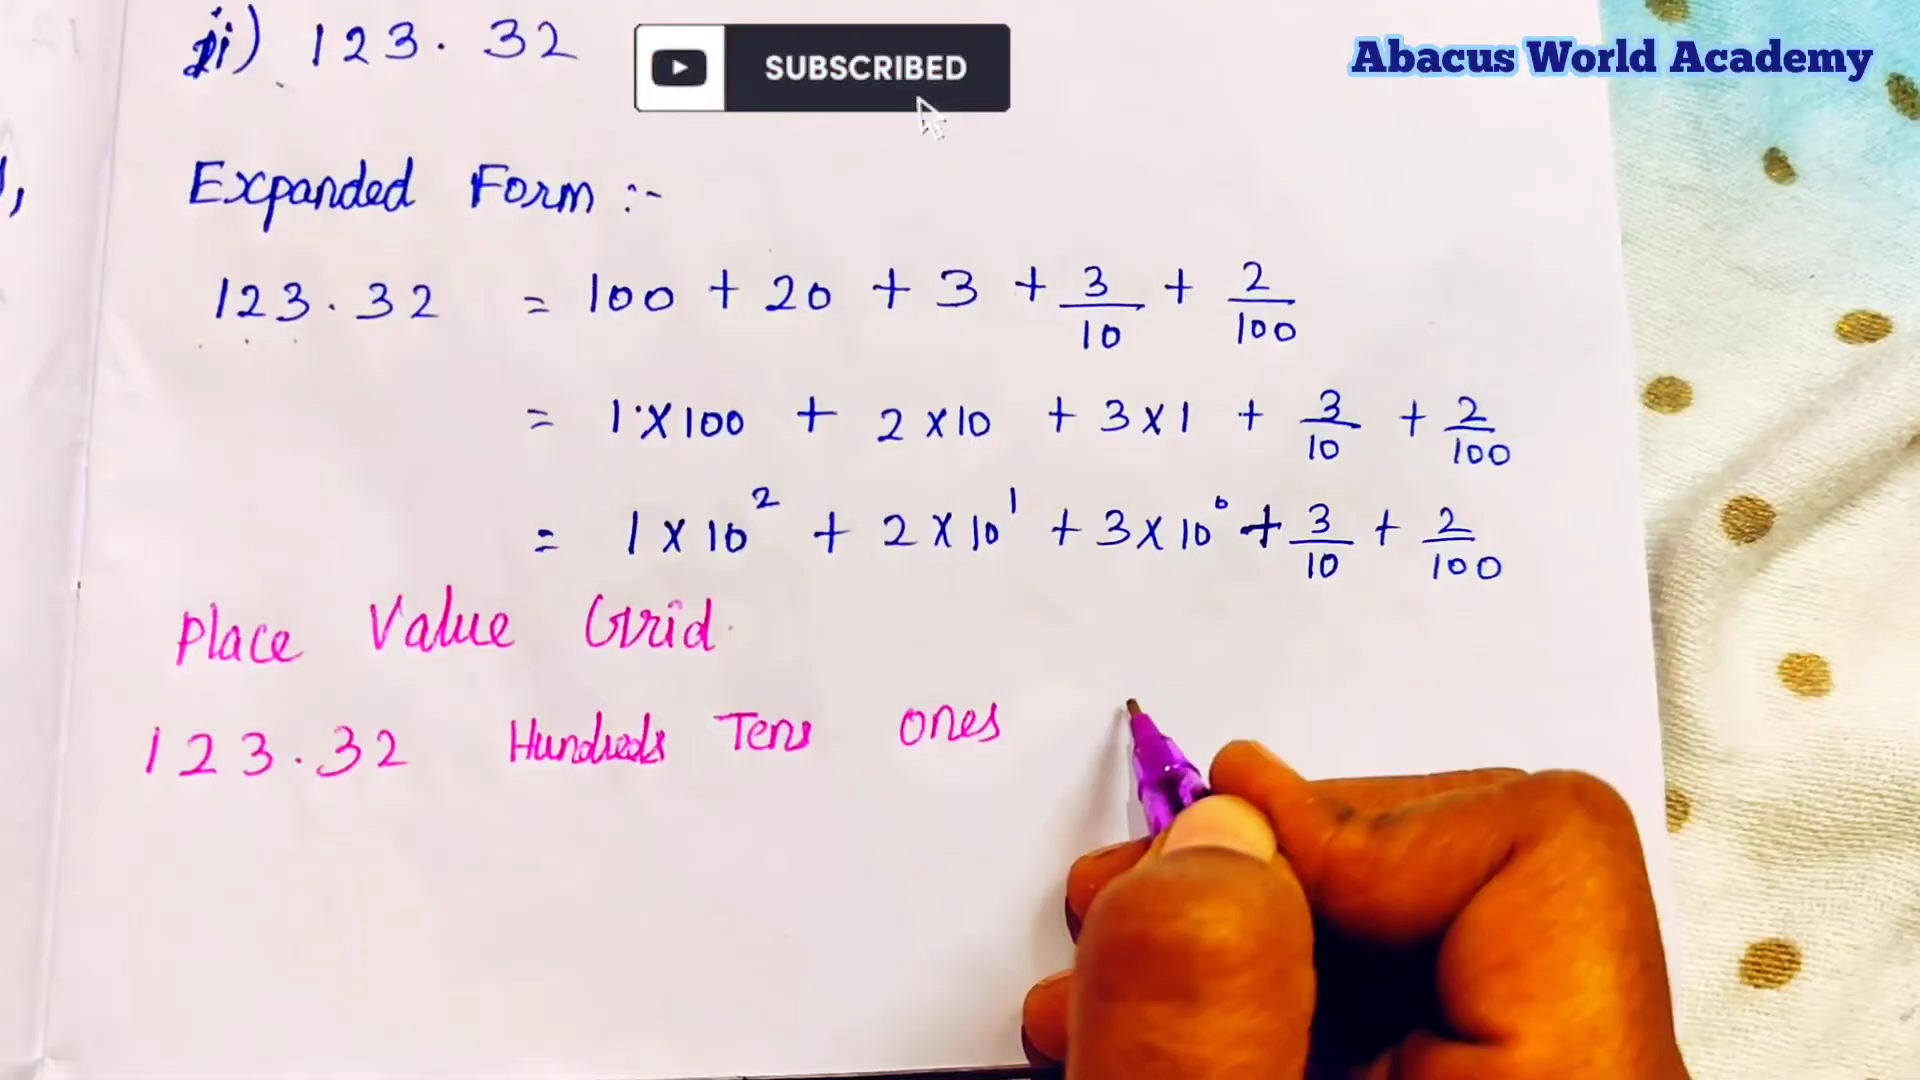 ii) 123.32
SUBSCRIBED
Abacus World Academy
Expanded Form :-
123.32 = 100 + 20 + 3 + 3/10 + 2/100
= 1 × 100 + 2 × 10 + 3 × 1 + 3/10 + 2/100
= 1 × 10² + 2 × 10¹ + 3 × 10⁰ + 3/10 + 2/100
Place Value Grid
123.32 Hundreds Tens ones